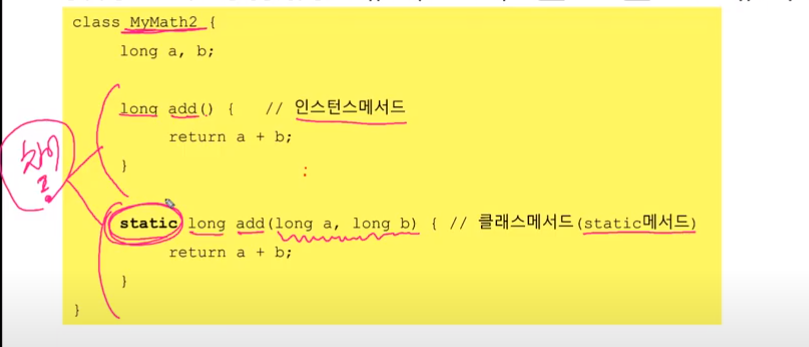 class MyMath2 {
long a, b;
long add() { // 인스턴스메서드
return a + b;
}
차이
?
static long add(long a, long b) { // 클래스메서드(static메서드)
return a + b;
}
}